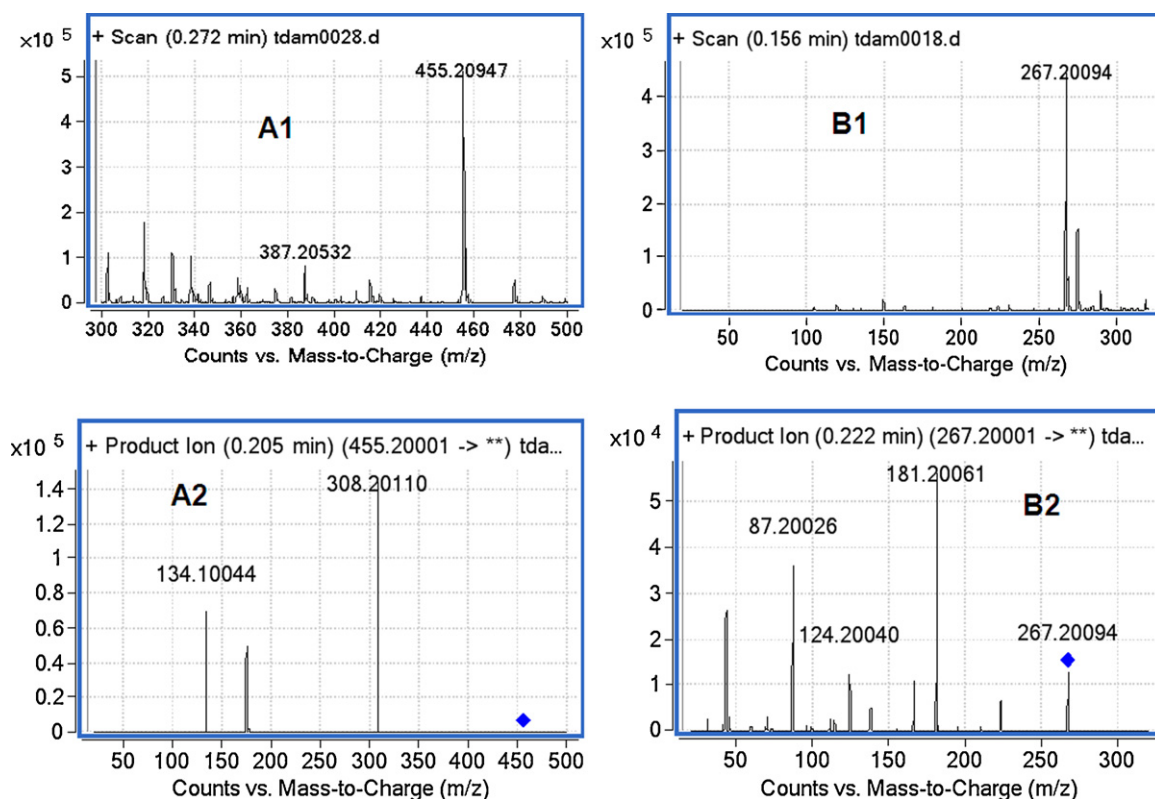 ×10 5
+ Scan (0.272 min) tdam0028.d
455.20947
A1
387.20532
5
4
3
2
1
0
300 320 340 360 380 400 420 440 460 480 500
Counts vs. Mass-to-Charge (m/z)
×10 5
+ Scan (0.156 min) tdam0018.d
267.20094
B1
4
3
2
1
0
50 100 150 200 250 300
Counts vs. Mass-to-Charge (m/z)
x10 5
+ Product Ion (0.205 min) (455.20001 -> **) tda...
308.20110
A2
134.10044
1.4
1.2
1
0.8
0.6
0.4
0.2
0
50 100 150 200 250 300 350 400 450 500
Counts vs. Mass-to-Charge (m/z)
x10 4
+ Product Ion (0.222 min) (267.20001 -> **) tda...
181.20061
B2
87.20026
124.20040
267.20094
5
4
3
2
1
0
50 100 150 200 250 300
Counts vs. Mass-to-Charge (m/z)